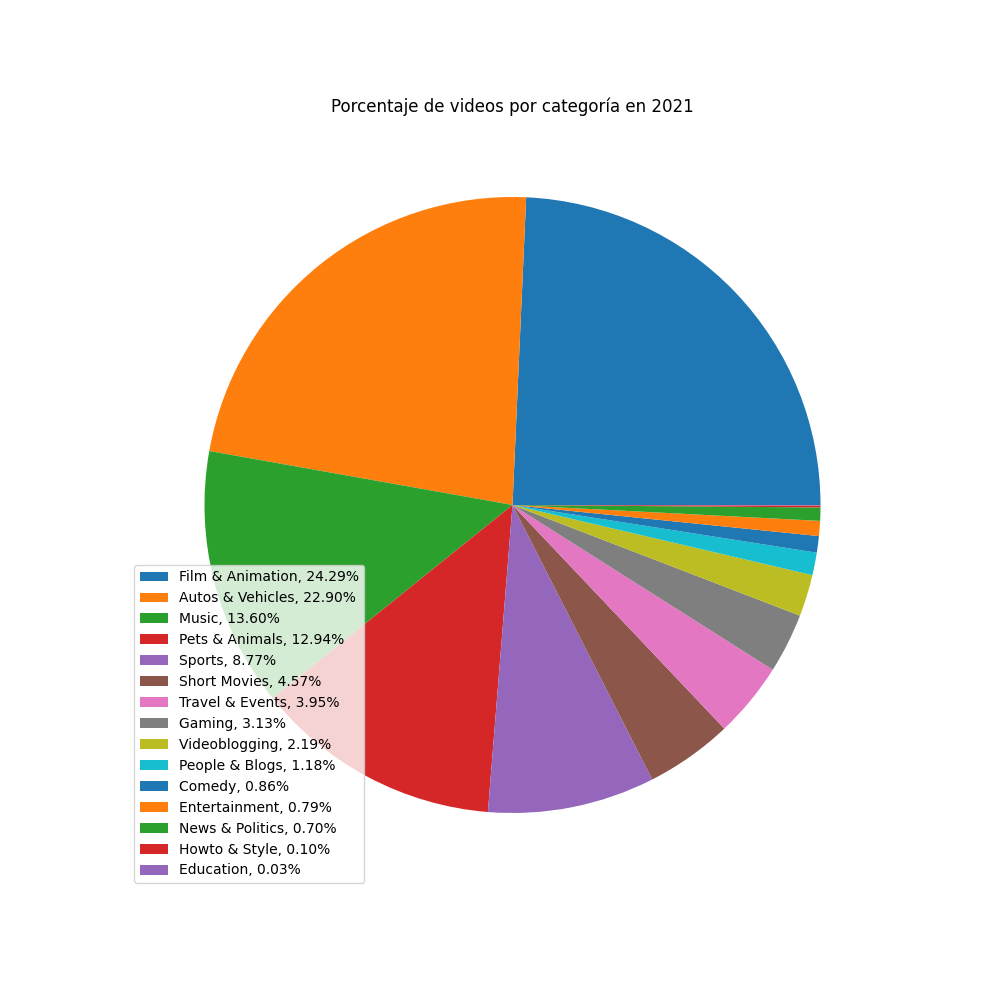 Porcentaje de videos por categoría en 2021
Film & Animation, 24.29%
Autos & Vehicles, 22.90%
Music, 13.60%
Pets & Animals, 12.94%
Sports, 8.77%
Short Movies, 4.57%
Travel & Events, 3.95%
Gaming, 3.13%
Videoblogging, 2.19%
People & Blogs, 1.18%
Comedy, 0.86%
Entertainment, 0.79%
News & Politics, 0.70%
Howto & Style, 0.10%
Education, 0.03%